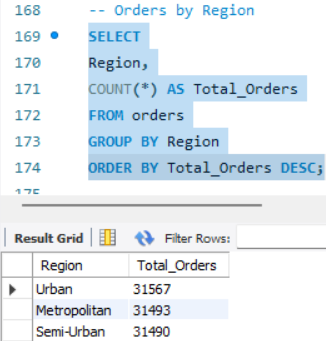 168 -- Orders by Region
169 SELECT
170 Region,
171 COUNT(*) AS Total_Orders
172 FROM orders
173 GROUP BY Region
174 ORDER BY Total_Orders DESC;
175
Result Grid Filter Rows:
Region Total_Orders
Urban 31567
Metropolitan 31493
Semi-Urban 31490